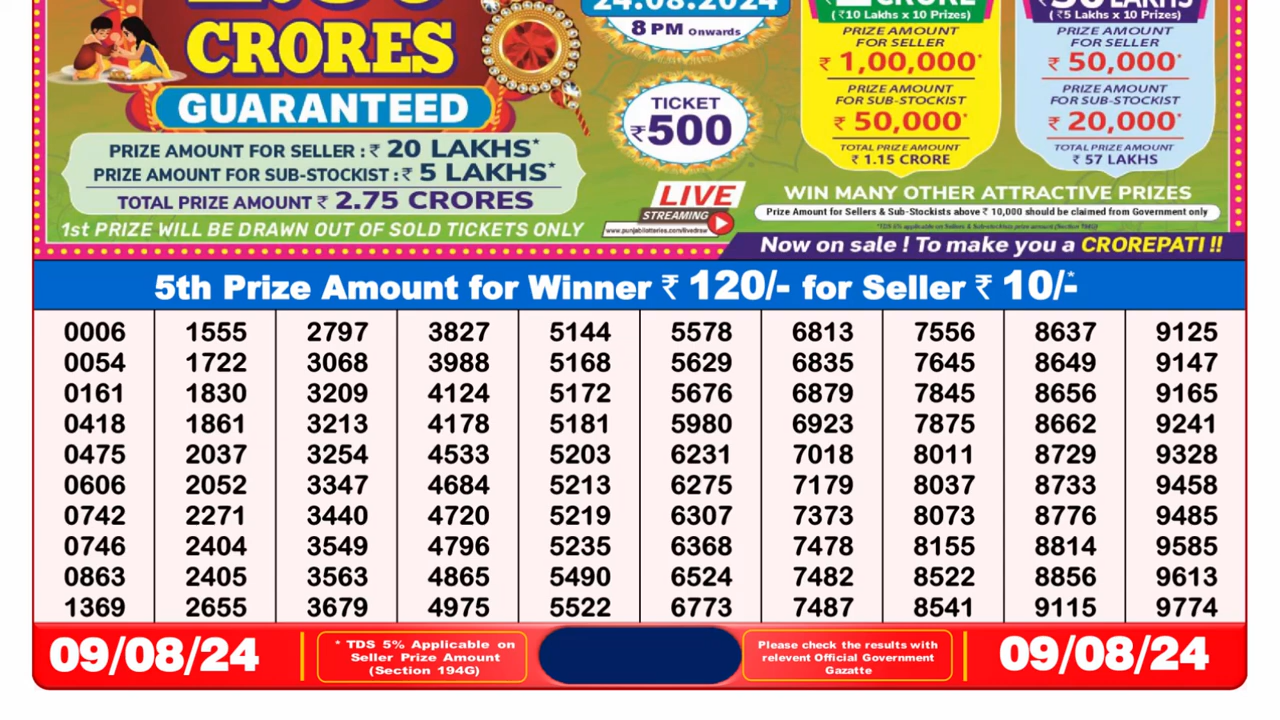 24.08.2024
CRORE
LAKHS
(₹10 Lakhs x 10 Prizes)
(₹5 Lakhs x 10 Prizes)
CRORES
8 PM Onwards
PRIZE AMOUNT
FOR SELLER
₹ 1,00,000*
PRIZE AMOUNT
FOR SUB-STOCKIST
₹ 50,000*
TOTAL PRIZE AMOUNT
₹ 1.15 CRORE
PRIZE AMOUNT
FOR SELLER
₹ 50,000*
PRIZE AMOUNT
FOR SUB-STOCKIST
₹ 20,000*
TOTAL PRIZE AMOUNT
₹ 57 LAKHS
GUARANTEED
TICKET
₹500
PRIZE AMOUNT FOR SELLER : ₹ 20 LAKHS*
PRIZE AMOUNT FOR SUB-STOCKIST : ₹ 5 LAKHS*
TOTAL PRIZE AMOUNT ₹ 2.75 CRORES
1st PRIZE WILL BE DRAWN OUT OF SOLD TICKETS ONLY
LIVE
STREAMING
www.punjablotteries.com/livedraw
WIN MANY OTHER ATTRACTIVE PRIZES
Prize Amount for Sellers & Sub-Stockists above ₹ 10,000 should be claimed from Government only
Now on sale ! To make you a CROREPATI !!
5th Prize Amount for Winner ₹ 120/- for Seller ₹ 10/-*
0006 1555 2797 3827 5144 5578 6813 7556 8637 9125
0054 1722 3068 3988 5168 5629 6835 7645 8649 9147
0161 1830 3209 4124 5172 5676 6879 7845 8656 9165
0418 1861 3213 4178 5181 5980 6923 7875 8662 9241
0475 2037 3254 4533 5203 6231 7018 8011 8729 9328
0606 2052 3347 4684 5213 6275 7179 8037 8733 9458
0742 2271 3440 4720 5219 6307 7373 8073 8776 9485
0746 2404 3549 4796 5235 6368 7478 8155 8814 9585
0863 2405 3563 4865 5490 6524 7482 8522 8856 9613
1369 2655 3679 4975 5522 6773 7487 8541 9115 9774
09/08/24
* TDS 5% Applicable on
Seller Prize Amount
(Section 194G)
Please check the results with
relevent Official Government
Gazatte
09/08/24